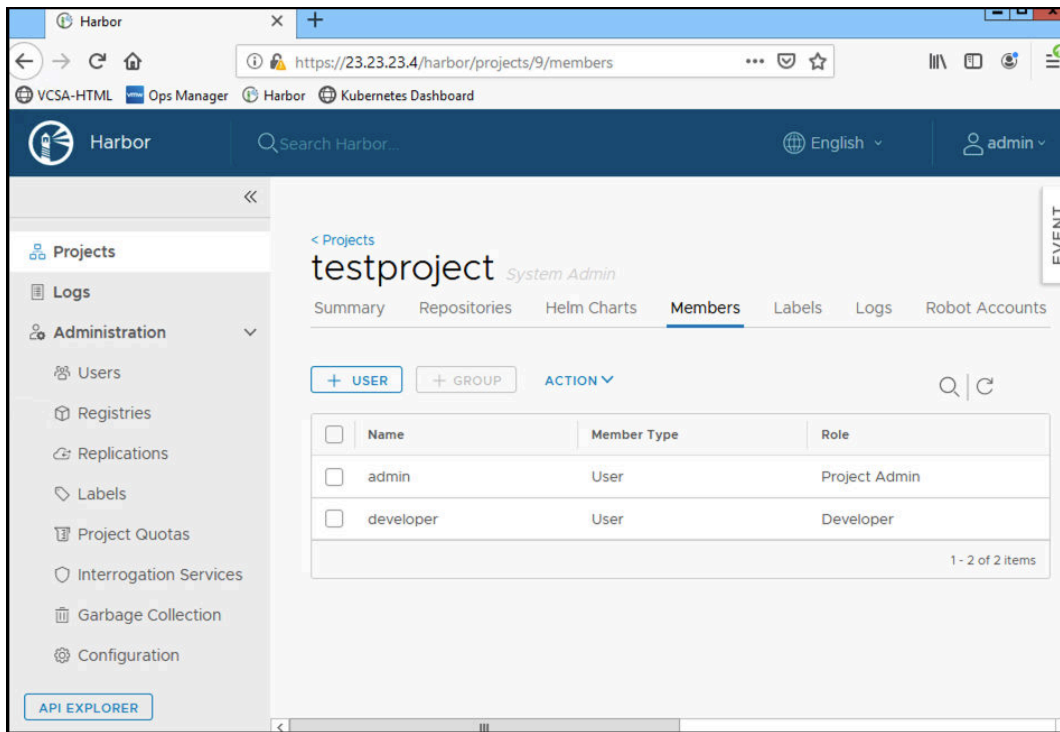 Harbor
https://23.23.23.4/harbor/projects/9/members
VCSA-HTML Ops Manager Harbor Kubernetes Dashboard
Harbor Search Harbor... English admin
EVENT
Projects
Logs
Administration
Users
Registries
Replications
Labels
Project Quotas
Interrogation Services
Garbage Collection
Configuration
API EXPLORER
< Projects
testproject System Admin
Summary Repositories Helm Charts Members Labels Logs Robot Accounts
+ USER + GROUP ACTION
Name Member Type Role
admin User Project Admin
developer User Developer
1 - 2 of 2 items